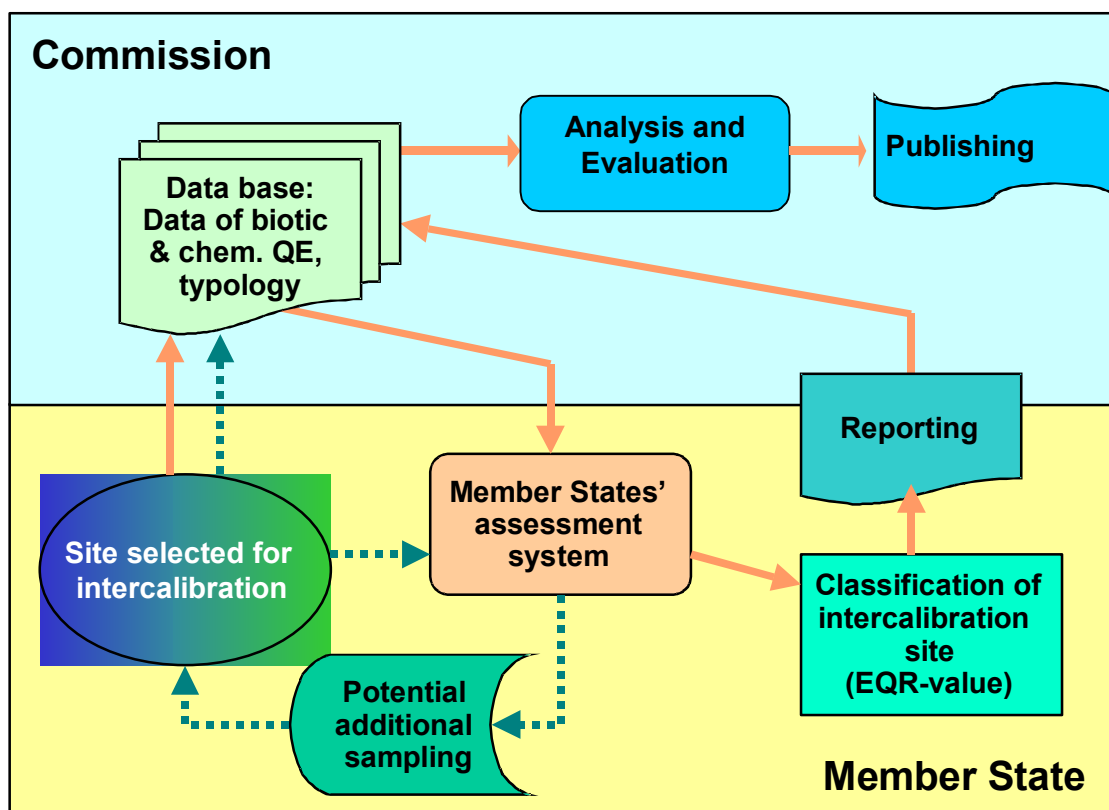 Commission
Analysis and
Evaluation
Publishing
Data base:
Data of biotic
& chem. QE,
typology
Reporting
Member States’
assessment
system
Site selected for
intercalibration
Classification of
intercalibration
site
(EQR-value)
Potential
additional
sampling
Member State